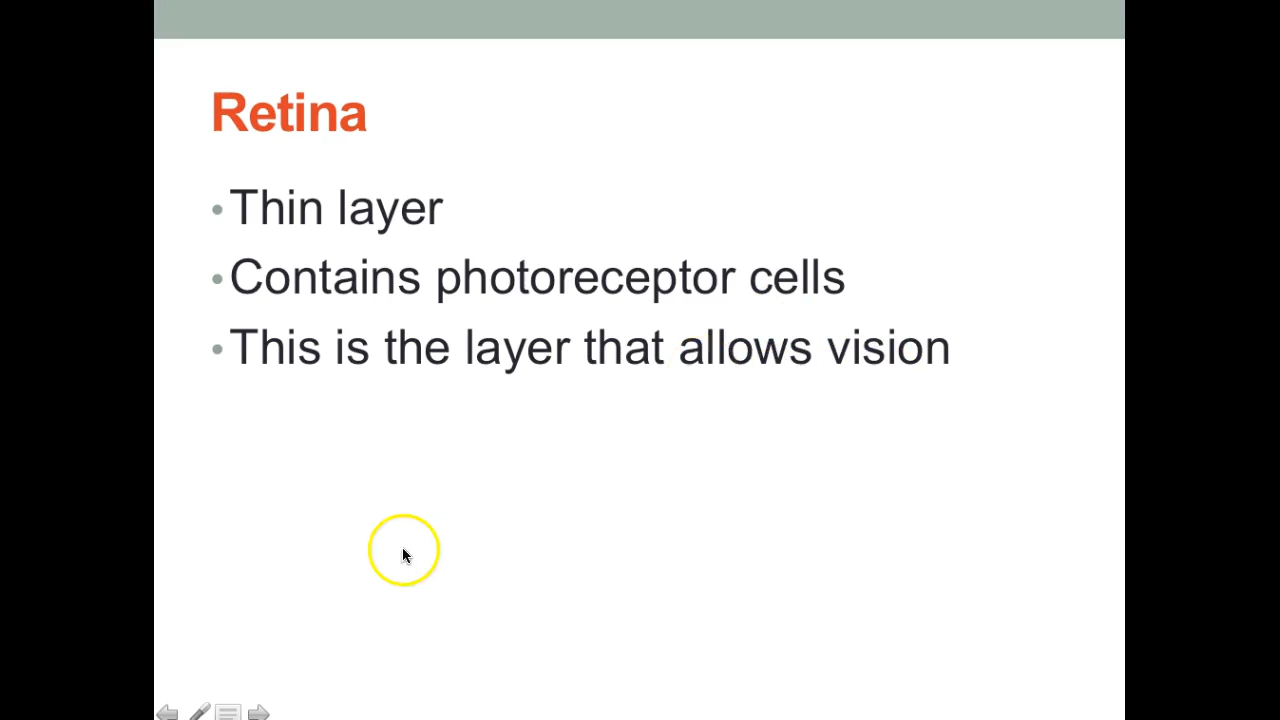 Retina
• Thin layer
• Contains photoreceptor cells
• This is the layer that allows vision